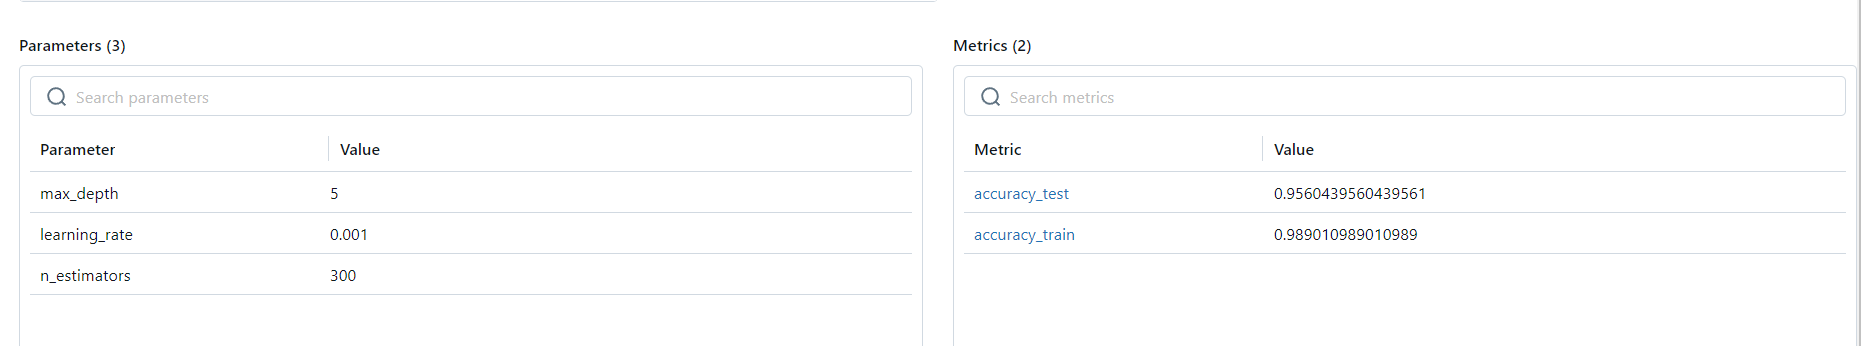 Parameters (3)
Search parameters
Parameter Value
max_depth 5
learning_rate 0.001
n_estimators 300
Metrics (2)
Search metrics
Metric Value
accuracy_test 0.9560439560439561
accuracy_train 0.989010989010989